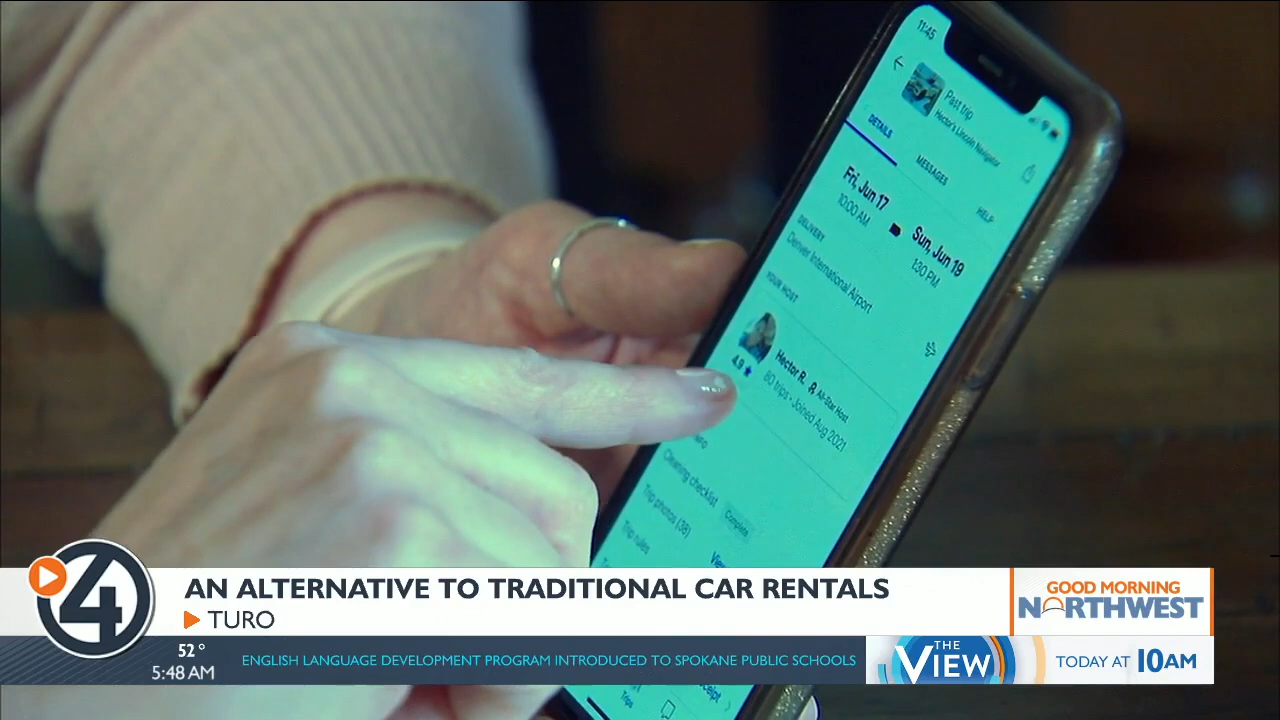 11:45
Past trip
Hector's Lincoln Navigator
DETAILS
MESSAGES
HELP
Fri, Jun 17
10:00 AM
Sun, Jun 19
1:30 PM
DELIVERY
Denver International Airport
YOUR HOST
4.9
Hector R. All-Star Host
80 trips • Joined Aug 2021
Cleaning checklist
Complete
Trip photos (38)
Trip rules
Trips
4
AN ALTERNATIVE TO TRADITIONAL CAR RENTALS
TURO
GOOD MORNING
NORTHWEST
52°
5:48 AM
ENGLISH LANGUAGE DEVELOPMENT PROGRAM INTRODUCED TO SPOKANE PUBLIC SCHOOLS
THE
VIEW
TODAY AT 10AM